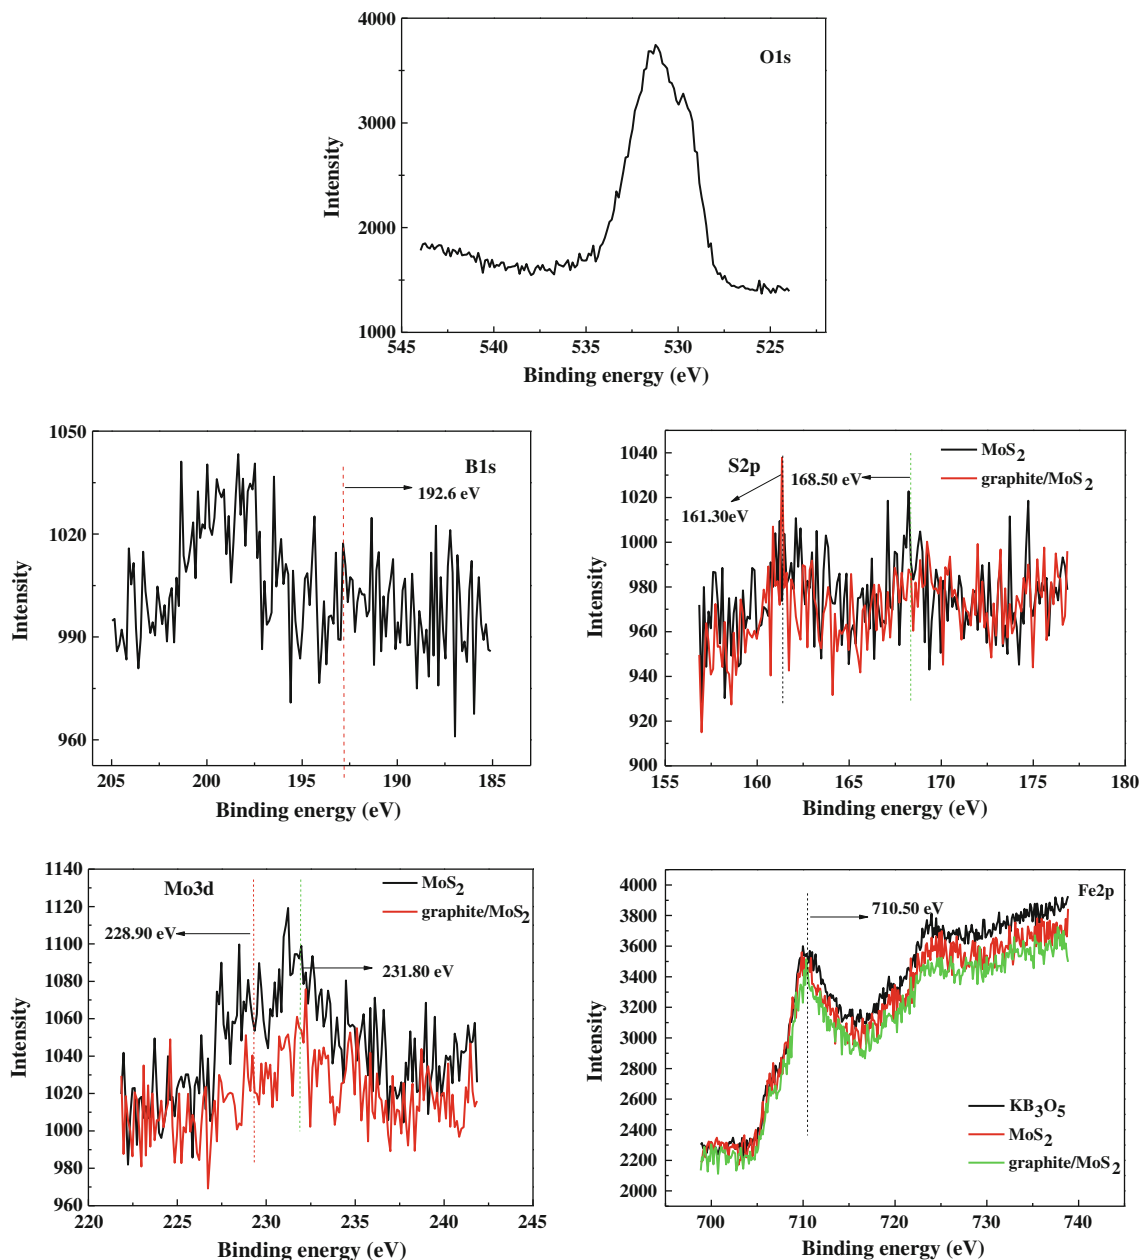 4000
3000
2000
1000
Intensity
O1s
545 540 535 530 525
Binding energy (eV)
1050
1020
990
960
Intensity
B1s
192.6 eV
205 200 195 190 185
Binding energy (eV)
1040
1020
1000
980
960
940
920
900
Intensity
S2p
MoS2
graphite/MoS2
168.50 eV
161.30eV
155 160 165 170 175 180
Binding energy (eV)
1140
1120
1100
1080
1060
1040
1020
1000
980
960
Intensity
Mo3d
MoS2
graphite/MoS2
228.90 eV
231.80 eV
220 225 230 235 240 245
Binding energy (eV)
4000
3800
3600
3400
3200
3000
2800
2600
2400
2200
2000
Intensity
Fe2p
710.50 eV
KB3O5
MoS2
graphite/MoS2
700 710 720 730 740
Binding energy (eV)